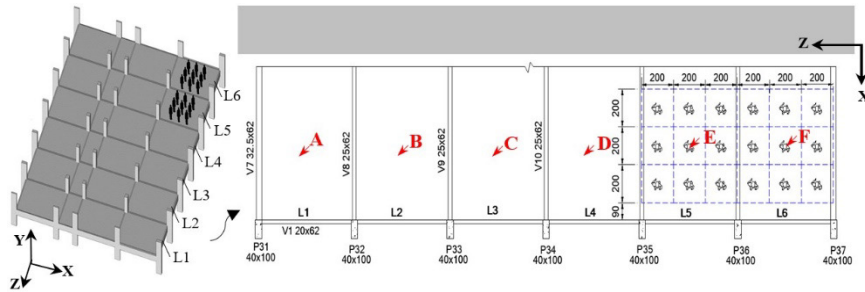 L6
L5
L4
L3
L2
L1
Y
X
Z
Z
X
200 200 200 200 200 200
200
200
200
90
V7 32.5x62
V8 25x62
V9 25x62
V10 25x62
A
B
C
D
E
F
L1
L2
L3
L4
L5
L6
V1 20x62
P31
40x100
P32
40x100
P33
40x100
P34
40x100
P35
40x100
P36
40x100
P37
40x100